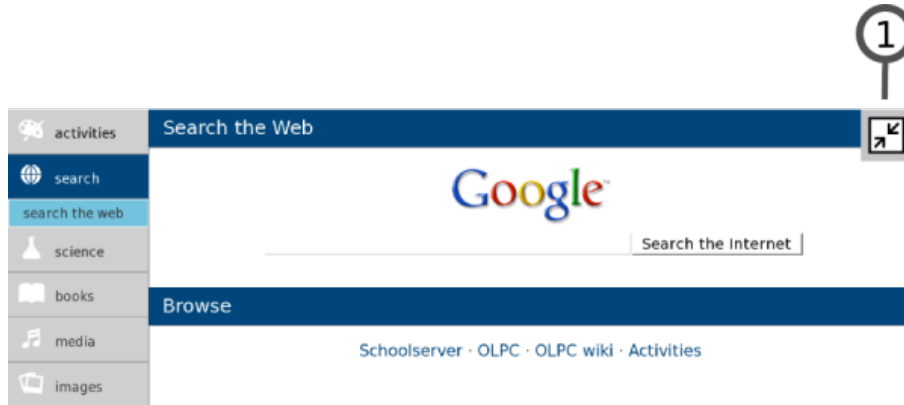 1
activities
Search the Web
search
Google™
search the web
Search the Internet
science
books
Browse
media
Schoolserver · OLPC · OLPC wiki · Activities
images